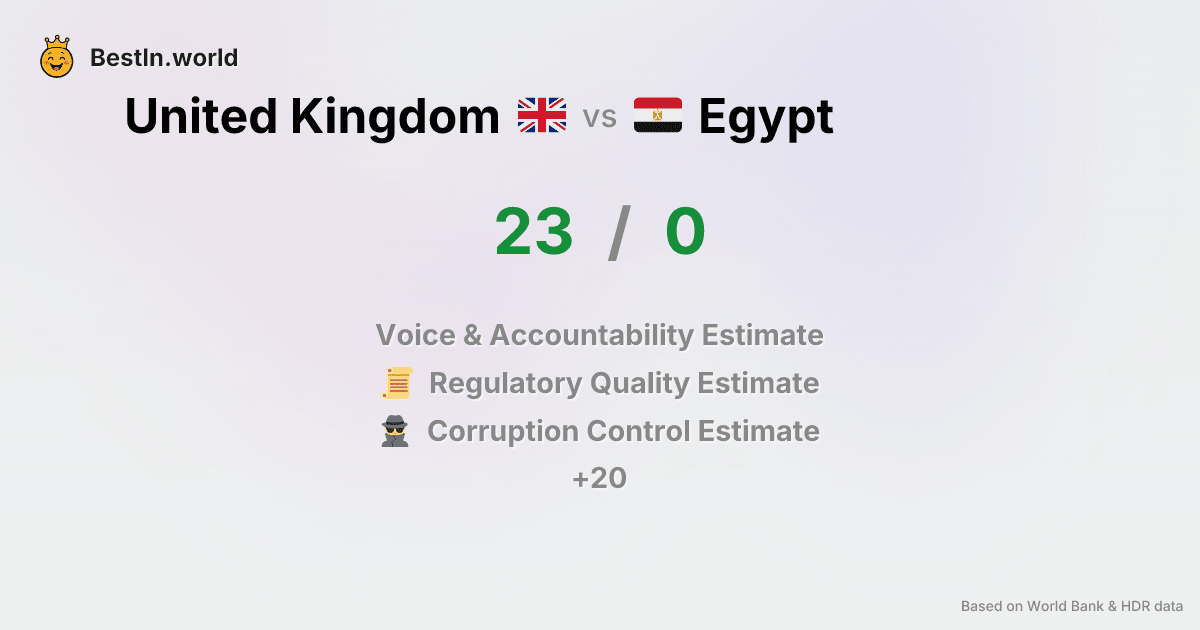 BestIn.world
United Kingdom vs Egypt
23 / 0
Voice & Accountability Estimate
Regulatory Quality Estimate
Corruption Control Estimate
+20
Based on World Bank & HDR data